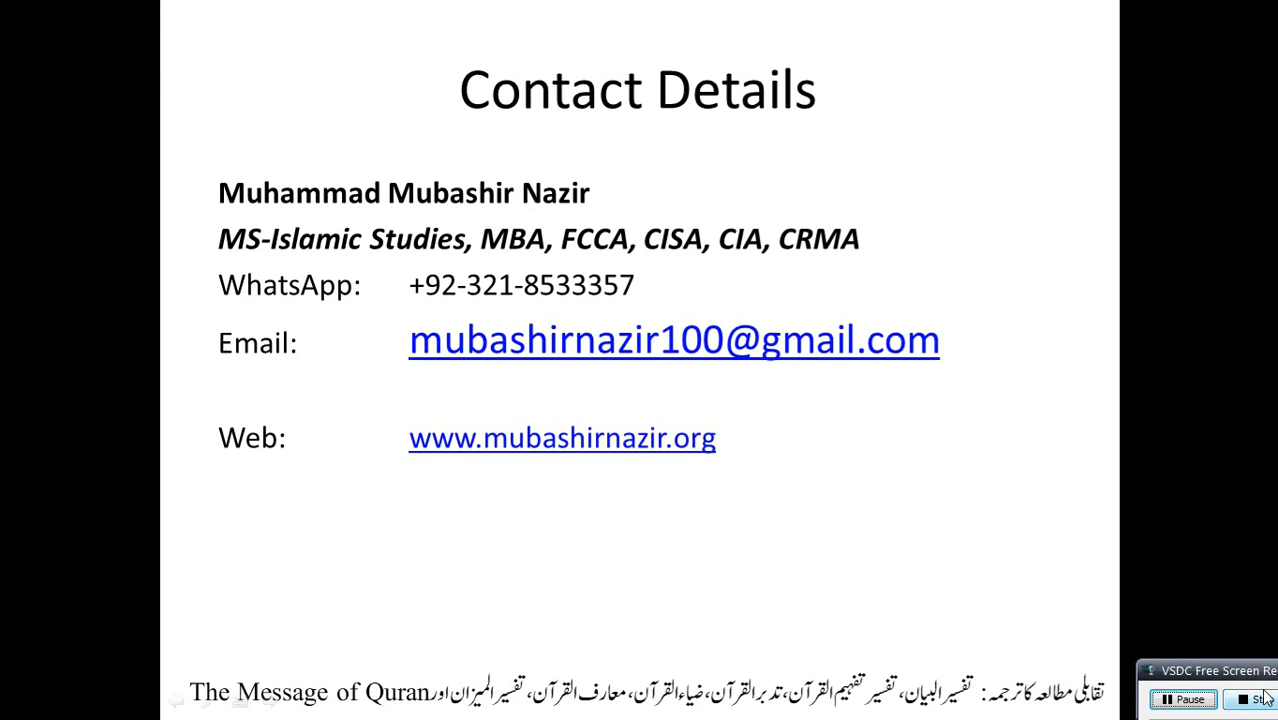 Contact Details
Muhammad Mubashir Nazir
MS-Islamic Studies, MBA, FCCA, CISA, CIA, CRMA
WhatsApp: +92-321-8533357
Email: mubashirnazir100@gmail.com
Web: www.mubashirnazir.org
تقابلی مطالعہ کا ترجمہ: تفسیر البیان، تفسیر تفہیم القرآن، تدبر القرآن، ضیاء القرآن، معارف القرآن، تفسیر المیزان اور The Message of Quran
VSDC Free Screen Re
Pause